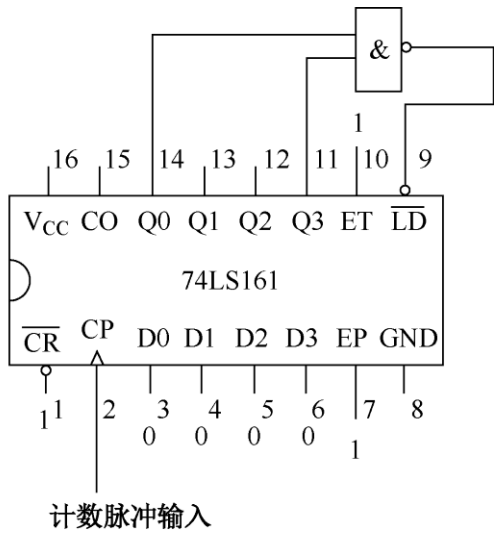 &
1
16 15 14 13 12 11 10 9
VCC CO Q0 Q1 Q2 Q3 ET L̅D̅
74LS161
C̅R̅ CP D0 D1 D2 D3 EP GND
1 1 2 3 4 5 6 7 8
0 0 0 0 1
计数脉冲输入